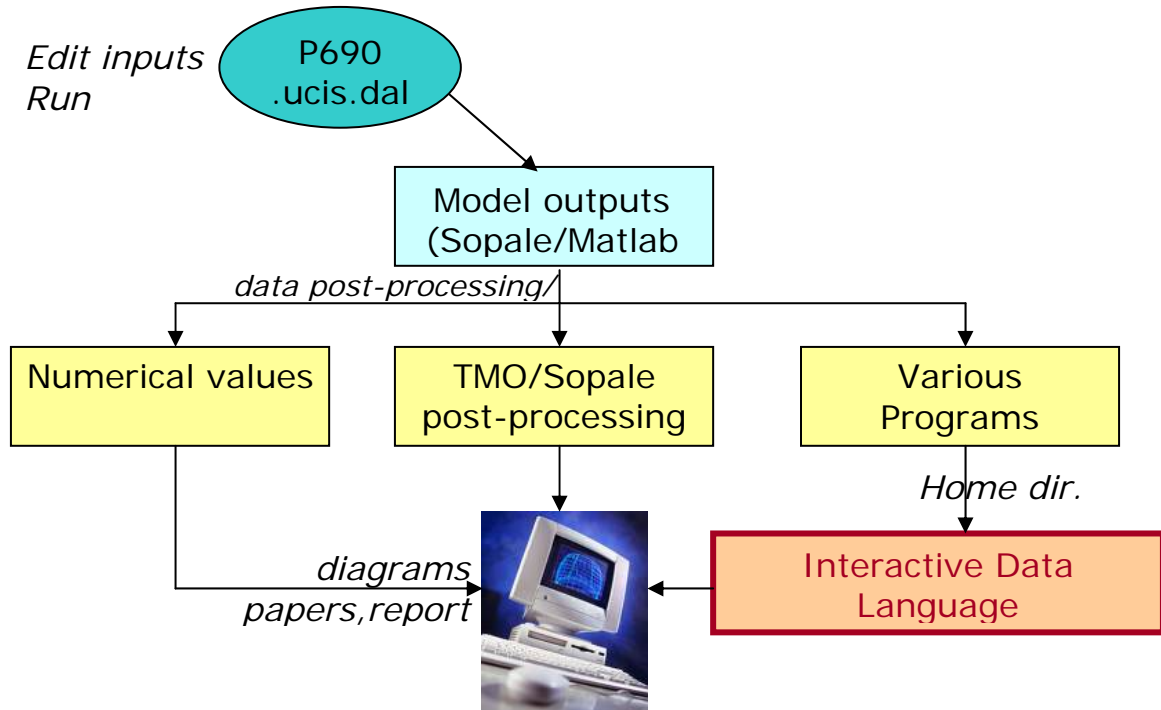 Edit inputs
Run
P690
.ucis.dal
Model outputs
(Sopale/Matlab
data post-processing/
Numerical values
TMO/Sopale
post-processing
Various
Programs
Home dir.
diagrams
papers,report
Interactive Data
Language